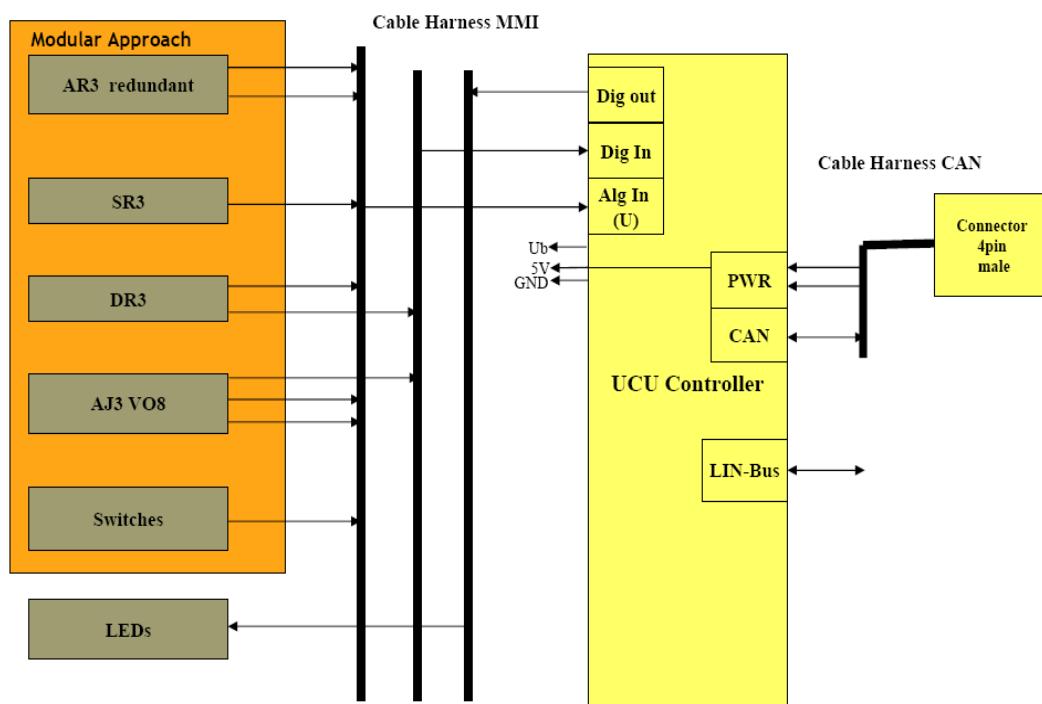 Cable Harness MMI
Modular Approach
AR3 redundant
SR3
DR3
AJ3 VO8
Switches
LEDs
Dig out
Dig In
Alg In
(U)
Ub
5V
GND
PWR
CAN
UCU Controller
LIN-Bus
Cable Harness CAN
Connector
4pin
male